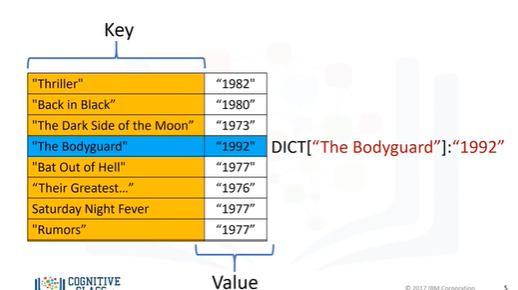 Key
"Thriller" “1982”
"Back in Black” “1980”
"The Dark Side of the Moon” “1973”
"The Bodyguard" “1992" DICT[“The Bodyguard”]:“1992”
"Bat Out of Hell" “1977”
“Their Greatest...” “1976”
Saturday Night Fever “1977”
"Rumors” “1977”
Value
COGNITIVE
© 2017 IBM Corporation 5